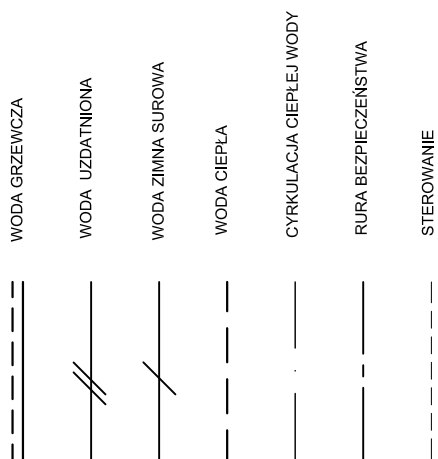 WODA GRZEWCZA
WODA UZDATNIONA
WODA ZIMNA SUROWA
WODA CIEPŁA
CYRKULACJA CIEPŁEJ WODY
RURA BEZPIECZEŃSTWA
STEROWANIE